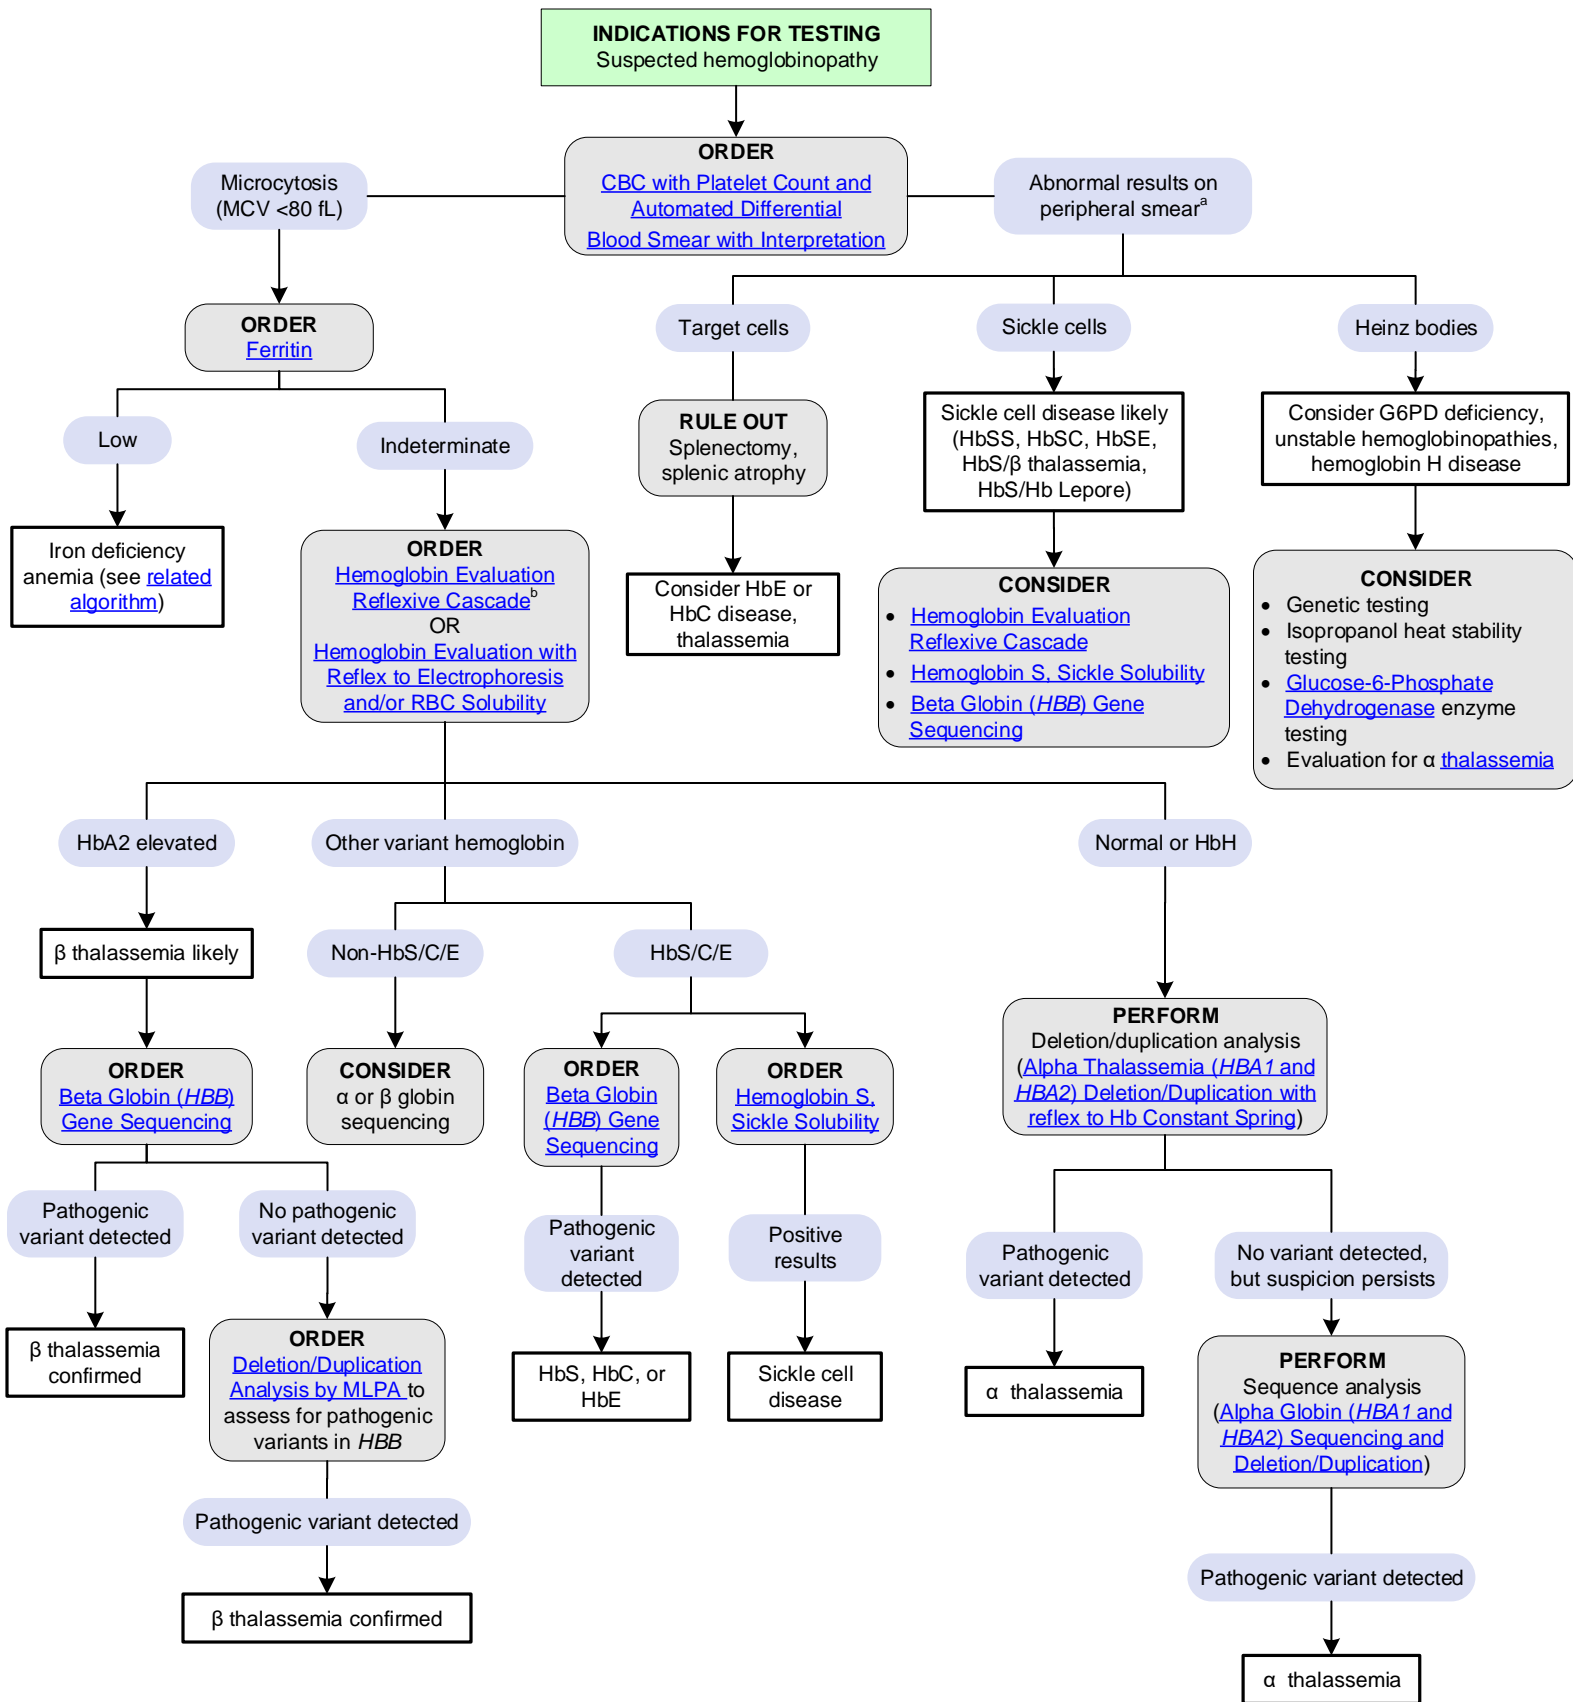 INDICATIONS FOR TESTING
Suspected hemoglobinopathy
ORDER
CBC with Platelet Count and
Automated Differential
Blood Smear with Interpretation
Microcytosis
(MCV <80 fL)
Abnormal results on
peripheral smearᵃ
ORDER
Ferritin
Target cells
Sickle cells
Heinz bodies
Low
Indeterminate
RULE OUT
Splenectomy,
splenic atrophy
Sickle cell disease likely
(HbSS, HbSC, HbSE,
HbS/β thalassemia,
HbS/Hb Lepore)
Consider G6PD deficiency,
unstable hemoglobinopathies,
hemoglobin H disease
Iron deficiency
anemia (see related
algorithm)
ORDER
Hemoglobin Evaluation
Reflexive Cascadeᵇ
OR
Hemoglobin Evaluation with
Reflex to Electrophoresis
and/or RBC Solubility
Consider HbE or
HbC disease,
thalassemia
CONSIDER
• Hemoglobin Evaluation
Reflexive Cascade
• Hemoglobin S, Sickle Solubility
• Beta Globin (HBB) Gene
Sequencing
CONSIDER
• Genetic testing
• Isopropanol heat stability
testing
• Glucose-6-Phosphate
Dehydrogenase enzyme
testing
• Evaluation for α thalassemia
HbA2 elevated
Other variant hemoglobin
Normal or HbH
β thalassemia likely
Non-HbS/C/E
HbS/C/E
ORDER
Beta Globin (HBB)
Gene Sequencing
CONSIDER
α or β globin
sequencing
ORDER
Beta Globin
(HBB) Gene
Sequencing
ORDER
Hemoglobin S,
Sickle Solubility
PERFORM
Deletion/duplication analysis
(Alpha Thalassemia (HBA1 and
HBA2) Deletion/Duplication with
reflex to Hb Constant Spring)
Pathogenic
variant detected
No pathogenic
variant detected
Pathogenic
variant
detected
Positive
results
Pathogenic
variant detected
No variant detected,
but suspicion persists
β thalassemia
confirmed
ORDER
Deletion/Duplication
Analysis by MLPA to
assess for pathogenic
variants in HBB
HbS, HbC, or
HbE
Sickle cell
disease
α thalassemia
PERFORM
Sequence analysis
(Alpha Globin (HBA1 and
HBA2) Sequencing and
Deletion/Duplication)
Pathogenic variant detected
Pathogenic variant detected
β thalassemia confirmed
α thalassemia